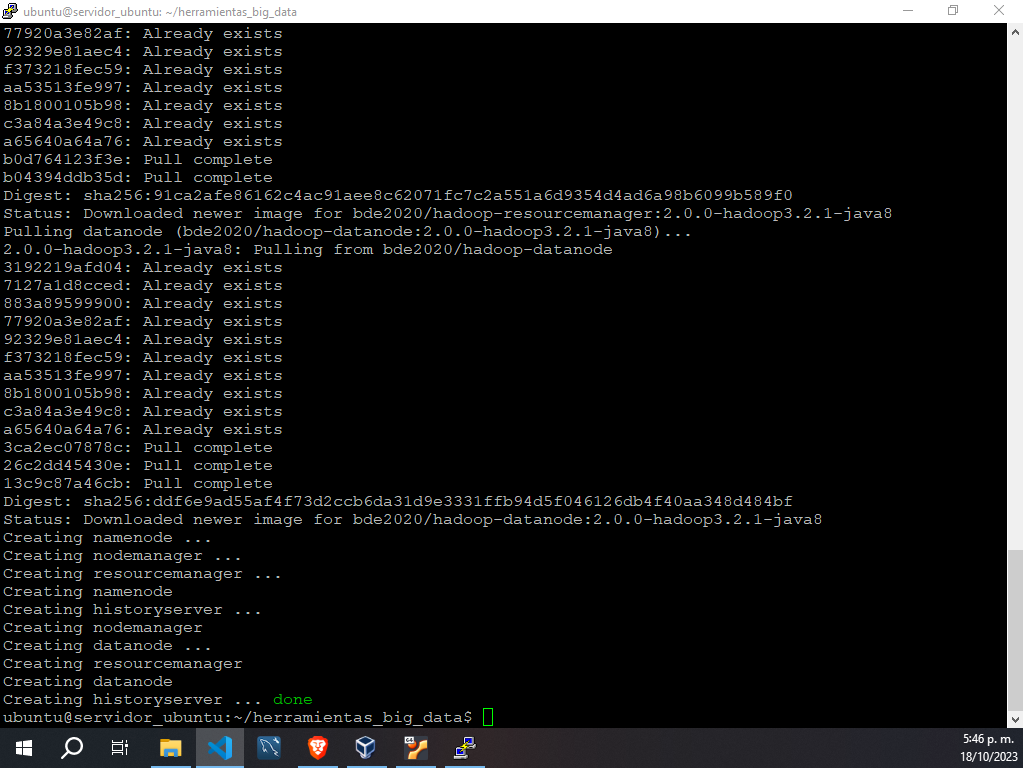 ubuntu@servidor_ubuntu: ~/herramientas_big_data
77920a3e82af: Already exists
92329e81aec4: Already exists
f373218fec59: Already exists
aa53513fe997: Already exists
8b1800105b98: Already exists
c3a84a3e49c8: Already exists
a65640a64a76: Already exists
b0d764123f3e: Pull complete
b04394ddb35d: Pull complete
Digest: sha256:91ca2afe86162c4ac91aee8c62071fc7c2a551a6d9354d4ad6a98b6099b589f0
Status: Downloaded newer image for bde2020/hadoop-resourcemanager:2.0.0-hadoop3.2.1-java8
Pulling datanode (bde2020/hadoop-datanode:2.0.0-hadoop3.2.1-java8)...
2.0.0-hadoop3.2.1-java8: Pulling from bde2020/hadoop-datanode
3192219afd04: Already exists
7127a1d8cced: Already exists
883a89599900: Already exists
77920a3e82af: Already exists
92329e81aec4: Already exists
f373218fec59: Already exists
aa53513fe997: Already exists
8b1800105b98: Already exists
c3a84a3e49c8: Already exists
a65640a64a76: Already exists
3ca2ec07878c: Pull complete
26c2dd45430e: Pull complete
13c9c87a46cb: Pull complete
Digest: sha256:ddf6e9ad55af4f73d2ccb6da31d9e3331ffb94d5f046126db4f40aa348d484bf
Status: Downloaded newer image for bde2020/hadoop-datanode:2.0.0-hadoop3.2.1-java8
Creating namenode ...
Creating nodemanager ...
Creating resourcemanager ...
Creating namenode
Creating historyserver ...
Creating nodemanager
Creating datanode ...
Creating resourcemanager
Creating datanode
Creating historyserver ... done
ubuntu@servidor_ubuntu:~/herramientas_big_data$
5:46 p. m.
18/10/2023